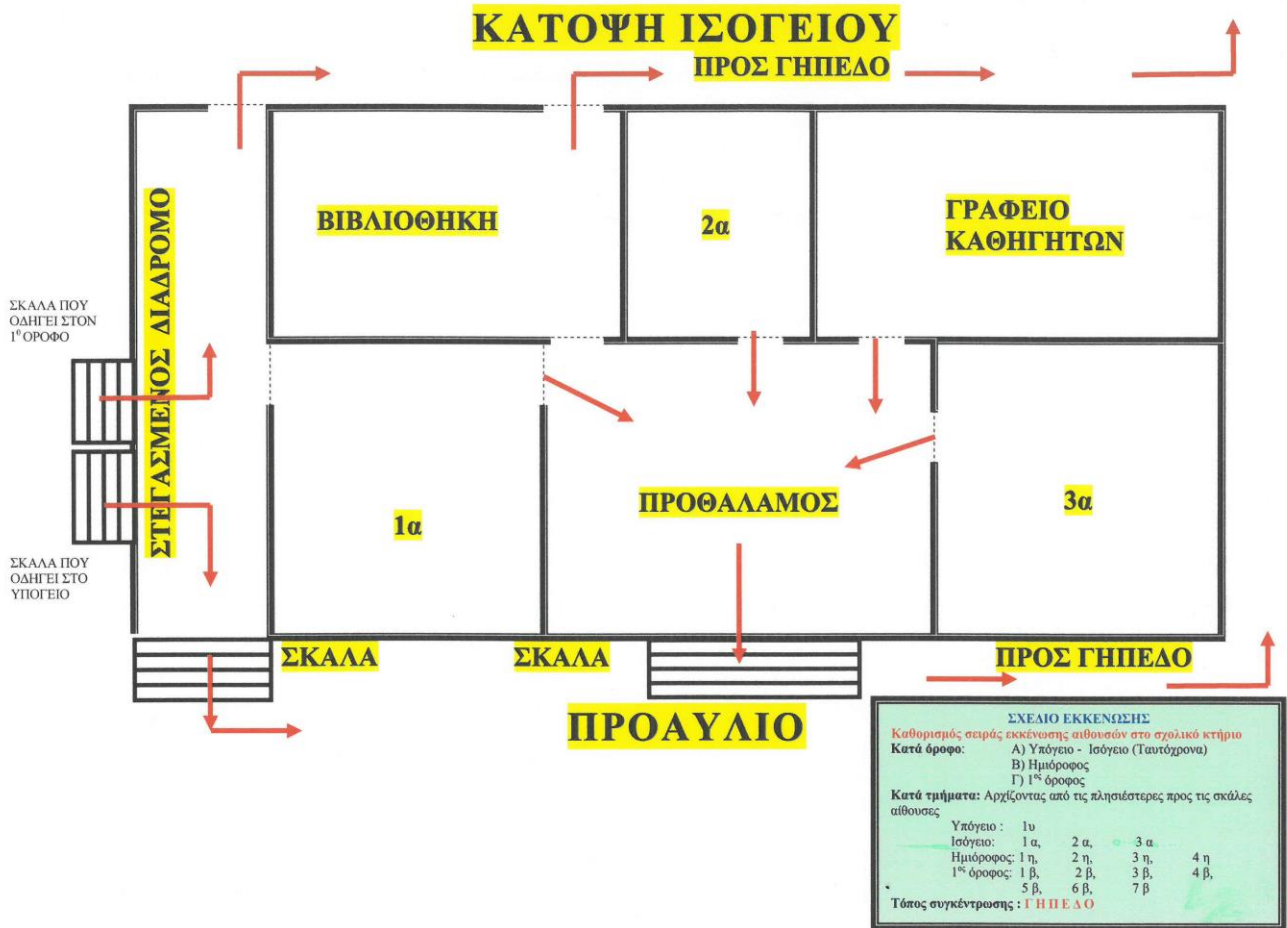 ΚΑΤΟΨΗ ΙΣΟΓΕΙΟΥ
ΠΡΟΣ ΓΗΠΕΔΟ
ΣΤΕΓΑΣΜΕΝΟΣ ΔΙΑΔΡΟΜΟ
ΒΙΒΛΙΟΘΗΚΗ
2α
ΓΡΑΦΕΙΟ
ΚΑΘΗΓΗΤΩΝ
ΣΚΑΛΑ ΠΟΥ
ΟΔΗΓΕΙ ΣΤΟΝ
1⁰ ΟΡΟΦΟ
1α
ΠΡΟΘΑΛΑΜΟΣ
3α
ΣΚΑΛΑ ΠΟΥ
ΟΔΗΓΕΙ ΣΤΟ
ΥΠΟΓΕΙΟ
ΣΚΑΛΑ
ΣΚΑΛΑ
ΠΡΟΣ ΓΗΠΕΔΟ
ΠΡΟΑΥΛΙΟ
ΣΧΕΔΙΟ ΕΚΚΕΝΩΣΗΣ
Καθορισμός σειράς εκκένωσης αιθουσών στο σχολικό κτήριο
Κατά όροφο: Α) Υπόγειο - Ισόγειο (Ταυτόχρονα)
Β) Ημιόροφος
Γ) 1ος όροφος
Κατά τμήματα: Αρχίζοντας από τις πλησιέστερες προς τις σκάλες
αίθουσες
Υπόγειο : 1υ
Ισόγειο: 1 α, 2 α, 3 α
Ημιόροφος: 1 η, 2 η, 3 η, 4 η
1ος όροφος: 1 β, 2 β, 3 β, 4 β,
5 β, 6 β, 7 β
Τόπος συγκέντρωσης : Γ Η Π Ε Δ Ο